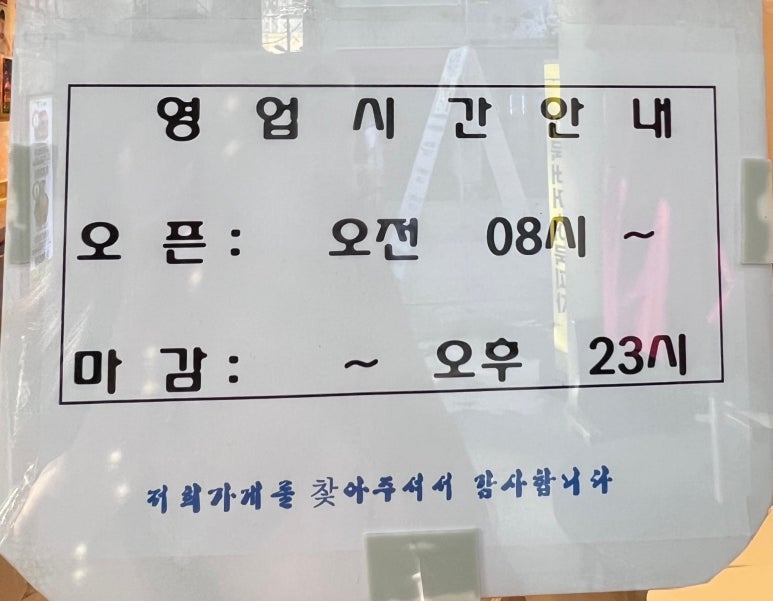 영 업 시 간 안 내
오 픈 : 오전 08시 ~
마 감 : ~ 오후 23시
저희가게를 찾아주셔서 감사합니다